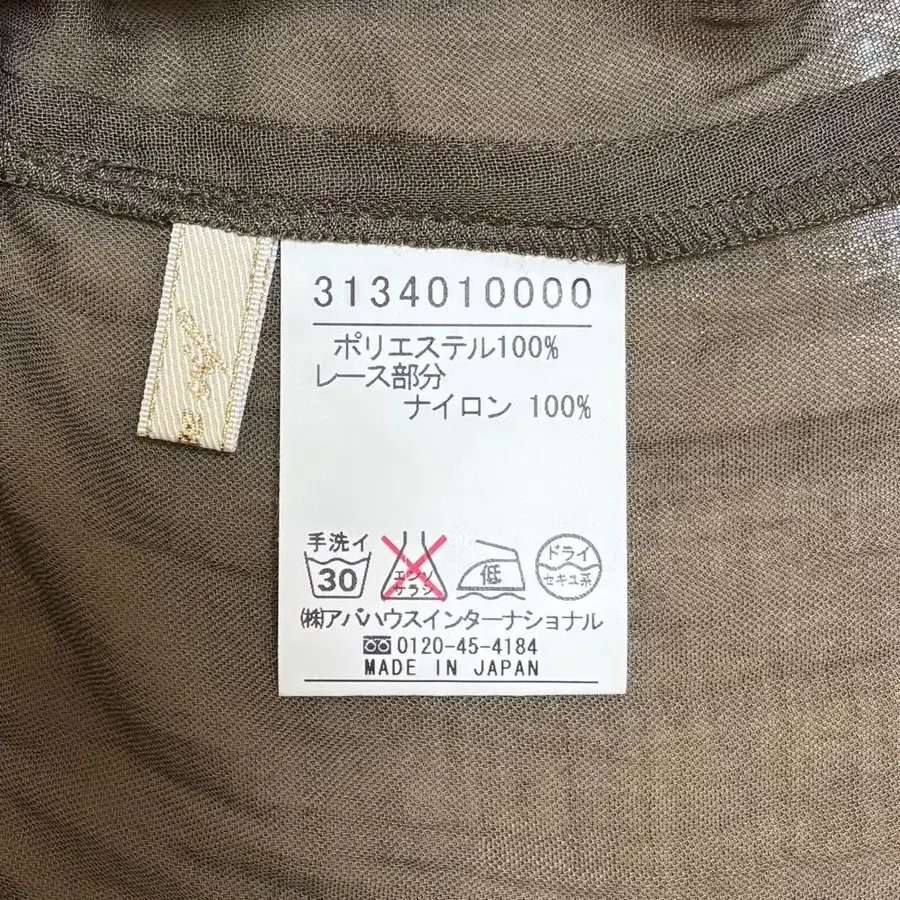 3134010000
ポリエステル100%
レース部分
ナイロン 100%
手洗イ
30
エンソサラシ
低
ドライ
セキユ系
㈱アバハウスインターナショナル
0120-45-4184
MADE IN JAPAN